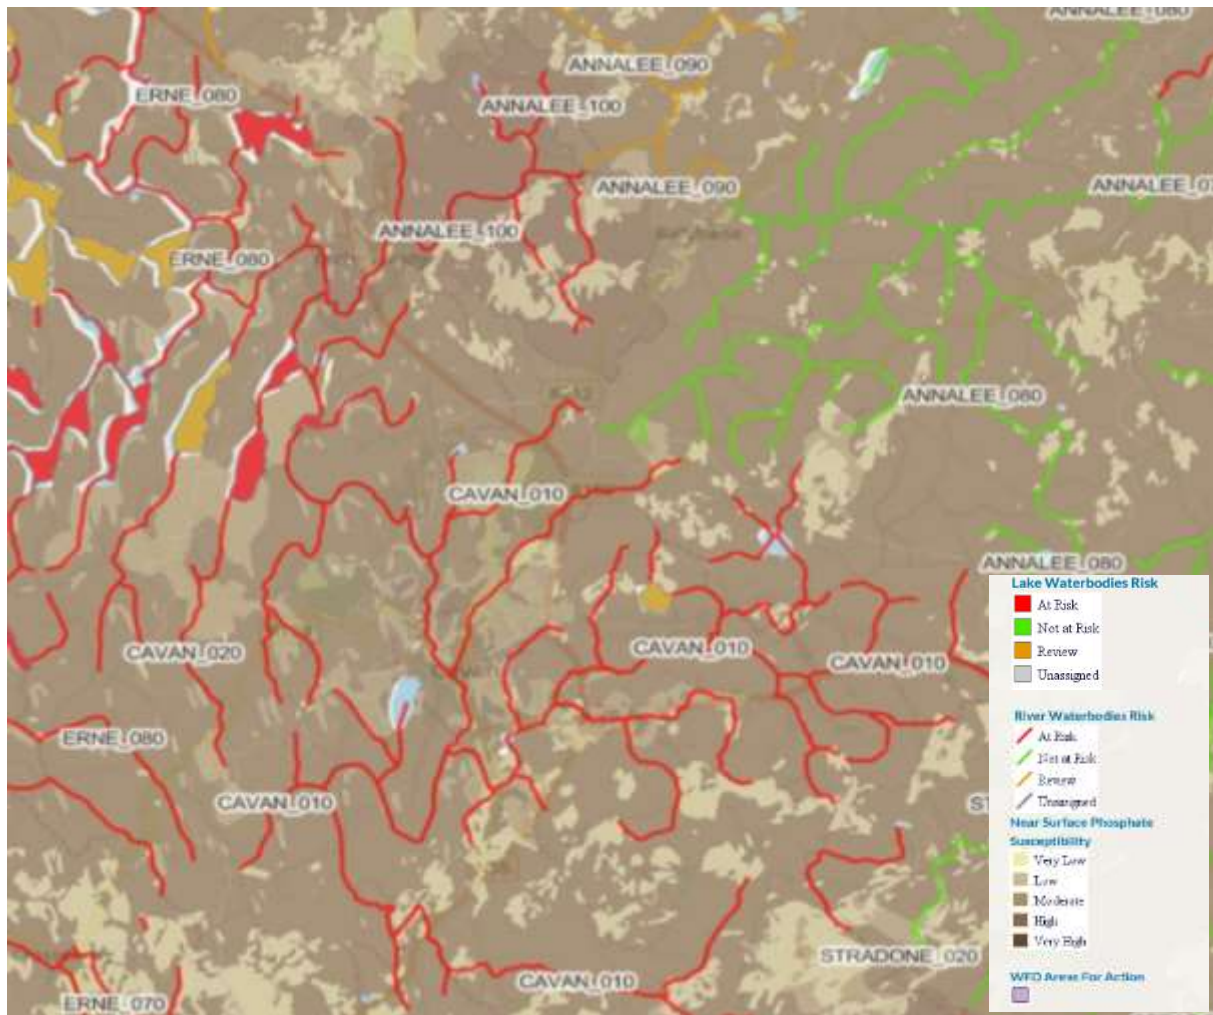 ANNALEE_080
ANNALEE_090
ERNE_080
ANNALEE_100
ANNALEE_090
ANNALEE_07
ANNALEE_100
ERNE_080
ANNALEE_080
CAVAN_010
ANNALEE_080
CAVAN_010
CAVAN_020
CAVAN_010
ERNE_080
CAVAN_010
ST
STRADONE_020
CAVAN_010
ERNE_070
Lake Waterbodies Risk
At Risk
Not at Risk
Review
Unassigned
River Waterbodies Risk
At Risk
Not at Risk
Review
Unassigned
Near Surface Phosphate
Susceptibility
Very Low
Low
Moderate
High
Very High
WFD Areas For Action